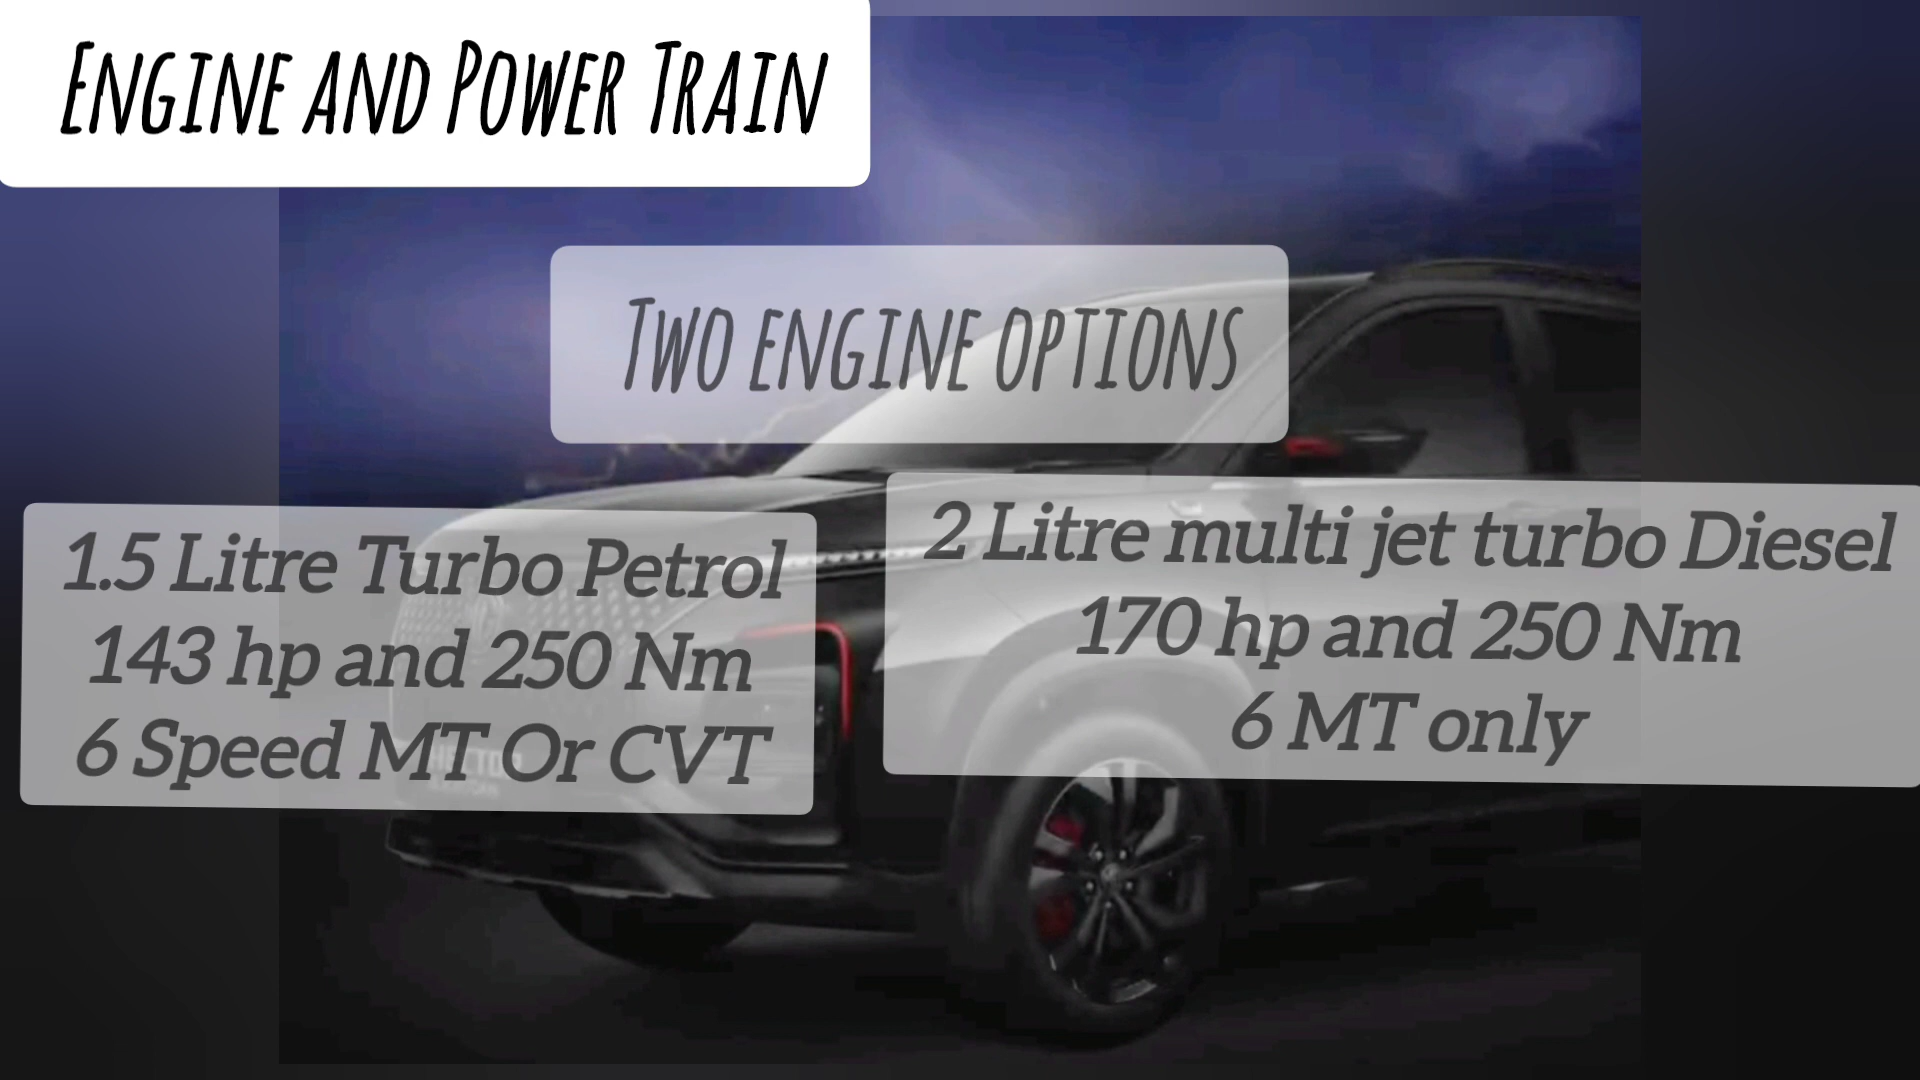 Engine and Power Train
Two engine options
1.5 Litre Turbo Petrol
143 hp and 250 Nm
6 Speed MT Or CVT
2 Litre multi jet turbo Diesel
170 hp and 250 Nm
6 MT only
HECTOR